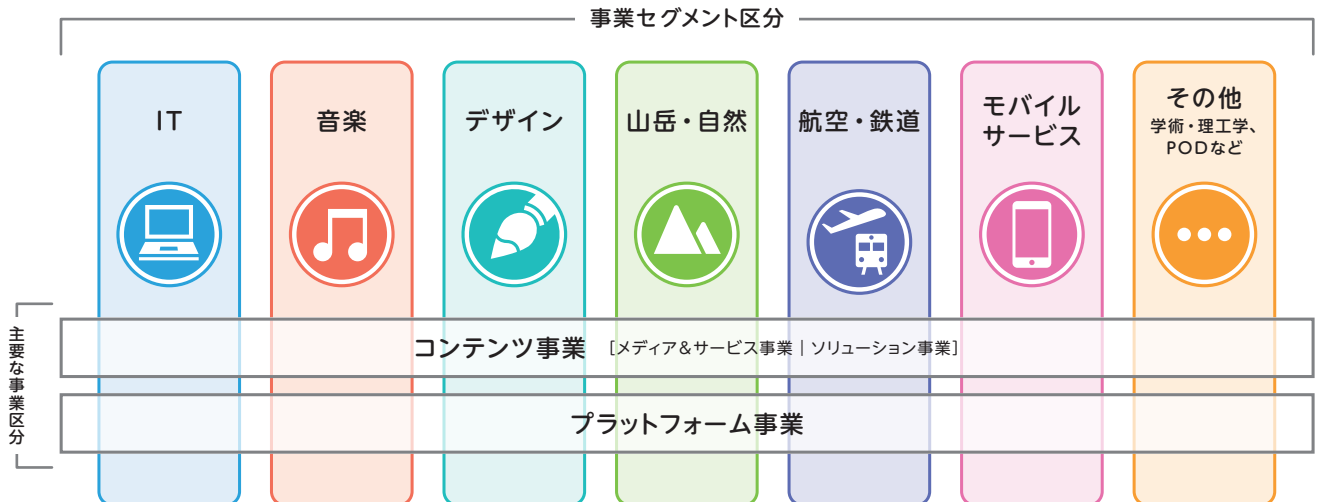 事業セグメント区分
IT
音楽
デザイン
山岳・自然
航空・鉄道
モバイル
サービス
その他
学術・理工学、
PODなど
主要な事業区分
コンテンツ事業 [メディア&サービス事業|ソリューション事業]
プラットフォーム事業